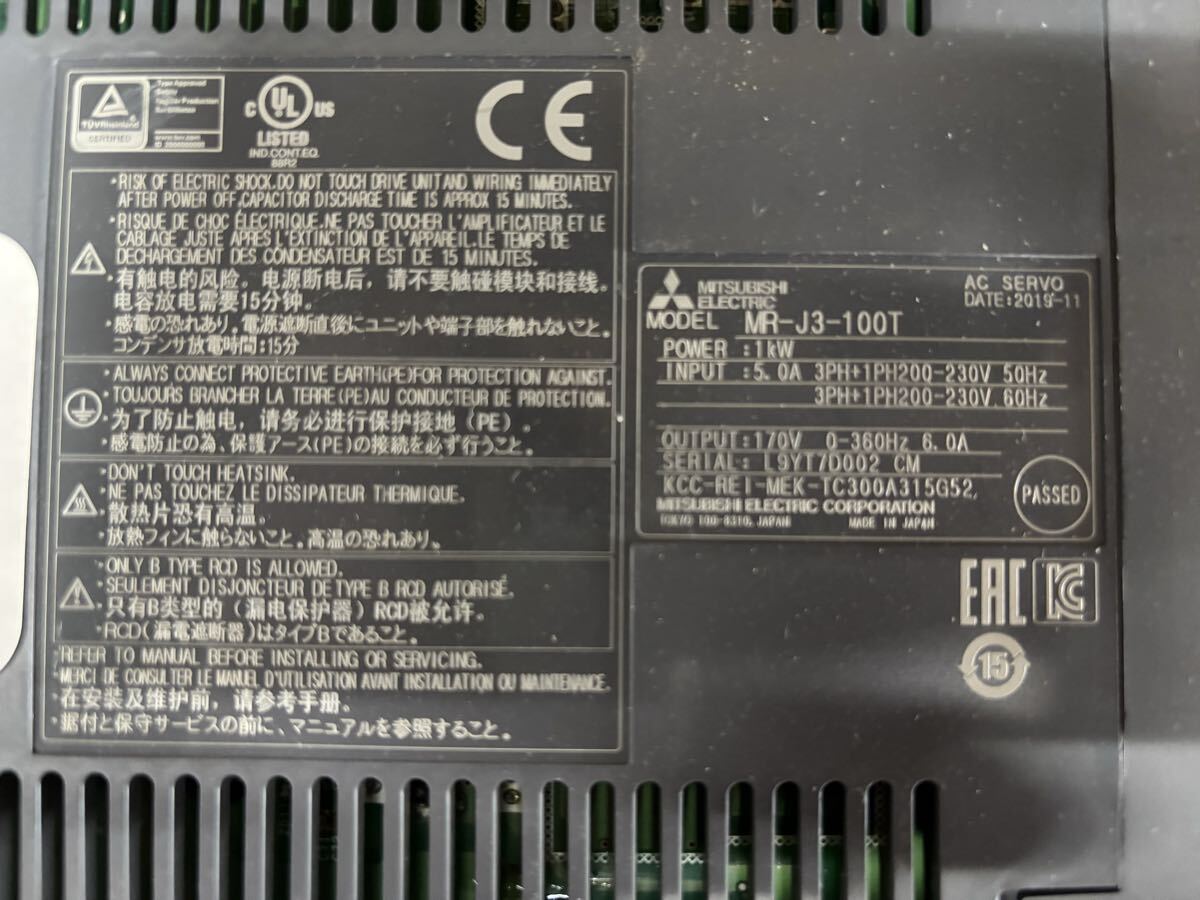 TÜVRheinland
CERTIFIED
Type Approved
Safety
Regular Production
Surveillance
www.tuv.com
C UL US
LISTED
IND.CONT.EQ.
88R2
CE
・RISK OF ELECTRIC SHOCK.DO NOT TOUCH DRIVE UNIT AND WIRING IMMEDIATELY
AFTER POWER OFF.CAPACITOR DISCHARGE TIME IS APPROX 15 MINUTES.
・RISQUE DE CHOC ÉLECTRIQUE.NE PAS TOUCHER L'AMPLIFICATEUR ET LE
CABLAGE JUSTE APRÈS L'EXTINCTION DE L'APPAREIL.LE TEMPS DE
DECHARGEMENT DES CONDENSATEUR EST DE 15 MINUTES.
・有触电的风险。电源断电后，请不要触碰模块和接线。
电容放电需要15分钟。
・感電の恐れあり。電源遮断直後にユニットや端子部を触れないこと。
コンデンサ放電時間:15分
・ALWAYS CONNECT PROTECTIVE EARTH(PE)FOR PROTECTION AGAINST.
・TOUJOURS BRANCHER LA TERRE(PE)AU CONDUCTEUR DE PROTECTION.
・为了防止触电，请务必进行保护接地（PE）。
・感電防止の為、保護アース(PE)の接続を必ず行うこと。
・DON'T TOUCH HEATSINK.
・NE PAS TOUCHEZ LE DISSIPATEUR THERMIQUE.
・散热片恐有高温。
・放熱フィンに触らないこと。高温の恐れあり。
・ONLY B TYPE RCD IS ALLOWED.
・SEULEMENT DISJONCTEUR DE TYPE B RCD AUTORISÉ.
・只有B类型的（漏电保护器）RCD被允许。
・RCD(漏電遮断器)はタイプBであること。
・REFER TO MANUAL BEFORE INSTALLING OR SERVICING.
・MERCI DE CONSULTER LE MANUEL D'UTILISATION AVANT INSTALLATION OU MAINTENANCE.
・在安装及维护前，请参考手册.
・据付と保守サービスの前に、マニュアルを参照すること。
MITSUBISHI
ELECTRIC
AC SERVO
DATE:2019-11
MODEL MR-J3-100T
POWER :1kW
INPUT :5.0A 3PH+1PH200-230V 50Hz
3PH+1PH200-230V 60Hz
OUTPUT:170V 0-360Hz 6.0A
SERIAL: L9YT7D002 CM
KCC-REI-MEK-TC300A315G52
MITSUBISHI ELECTRIC CORPORATION
TOKYO 100-8310, JAPAN MADE IN JAPAN
PASSED
EAC
KC
15